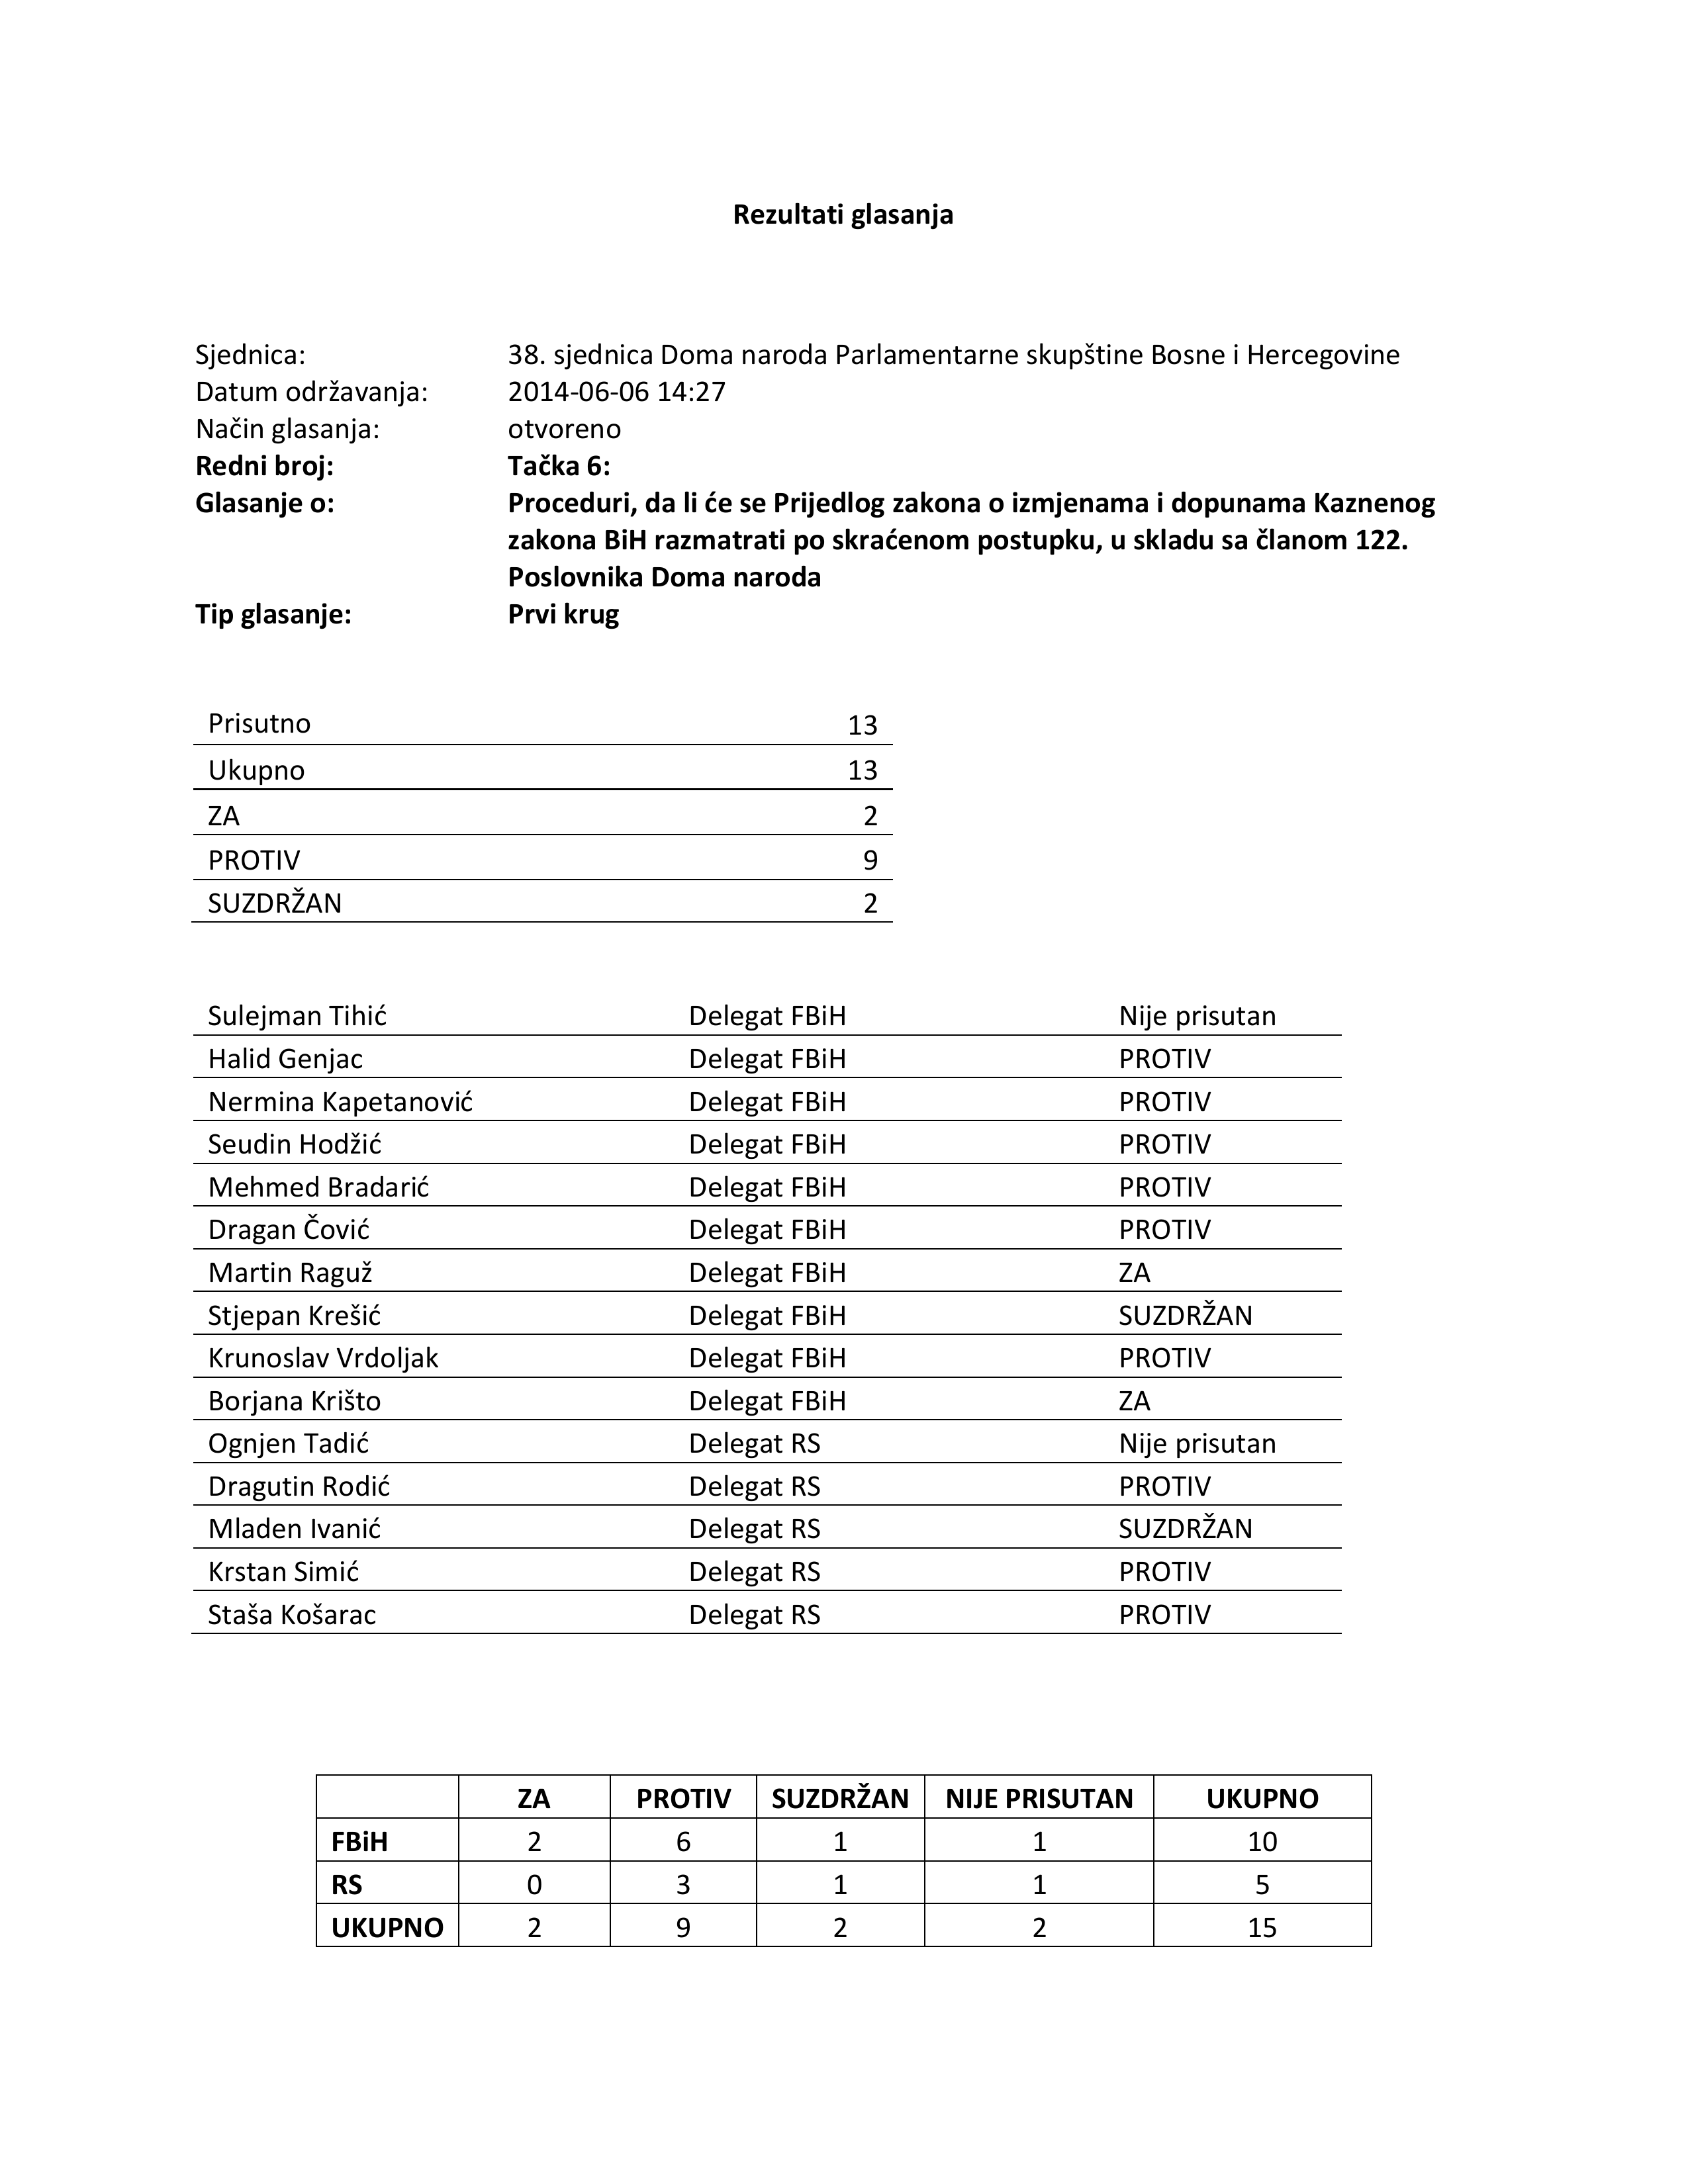 Rezultati glasanja
Sjednica: 38. sjednica Doma naroda Parlamentarne skupštine Bosne i Hercegovine
Datum održavanja: 2014-06-06 14:27
Način glasanja: otvoreno
Redni broj: Tačka 6:
Glasanje o: Proceduri, da li će se Prijedlog zakona o izmjenama i dopunama Kaznenog
zakona BiH razmatrati po skraćenom postupku, u skladu sa članom 122.
Poslovnika Doma naroda
Tip glasanje: Prvi krug
Prisutno 13
Ukupno 13
ZA 2
PROTIV 9
SUZDRŽAN 2
Sulejman Tihić Delegat FBiH Nije prisutan
Halid Genjac Delegat FBiH PROTIV
Nermina Kapetanović Delegat FBiH PROTIV
Seudin Hodžić Delegat FBiH PROTIV
Mehmed Bradarić Delegat FBiH PROTIV
Dragan Čović Delegat FBiH PROTIV
Martin Raguž Delegat FBiH ZA
Stjepan Krešić Delegat FBiH SUZDRŽAN
Krunoslav Vrdoljak Delegat FBiH PROTIV
Borjana Krišto Delegat FBiH ZA
Ognjen Tadić Delegat RS Nije prisutan
Dragutin Rodić Delegat RS PROTIV
Mladen Ivanić Delegat RS SUZDRŽAN
Krstan Simić Delegat RS PROTIV
Staša Košarac Delegat RS PROTIV
ZA PROTIV SUZDRŽAN NIJE PRISUTAN UKUPNO
FBiH 2 6 1 1 10
RS 0 3 1 1 5
UKUPNO 2 9 2 2 15